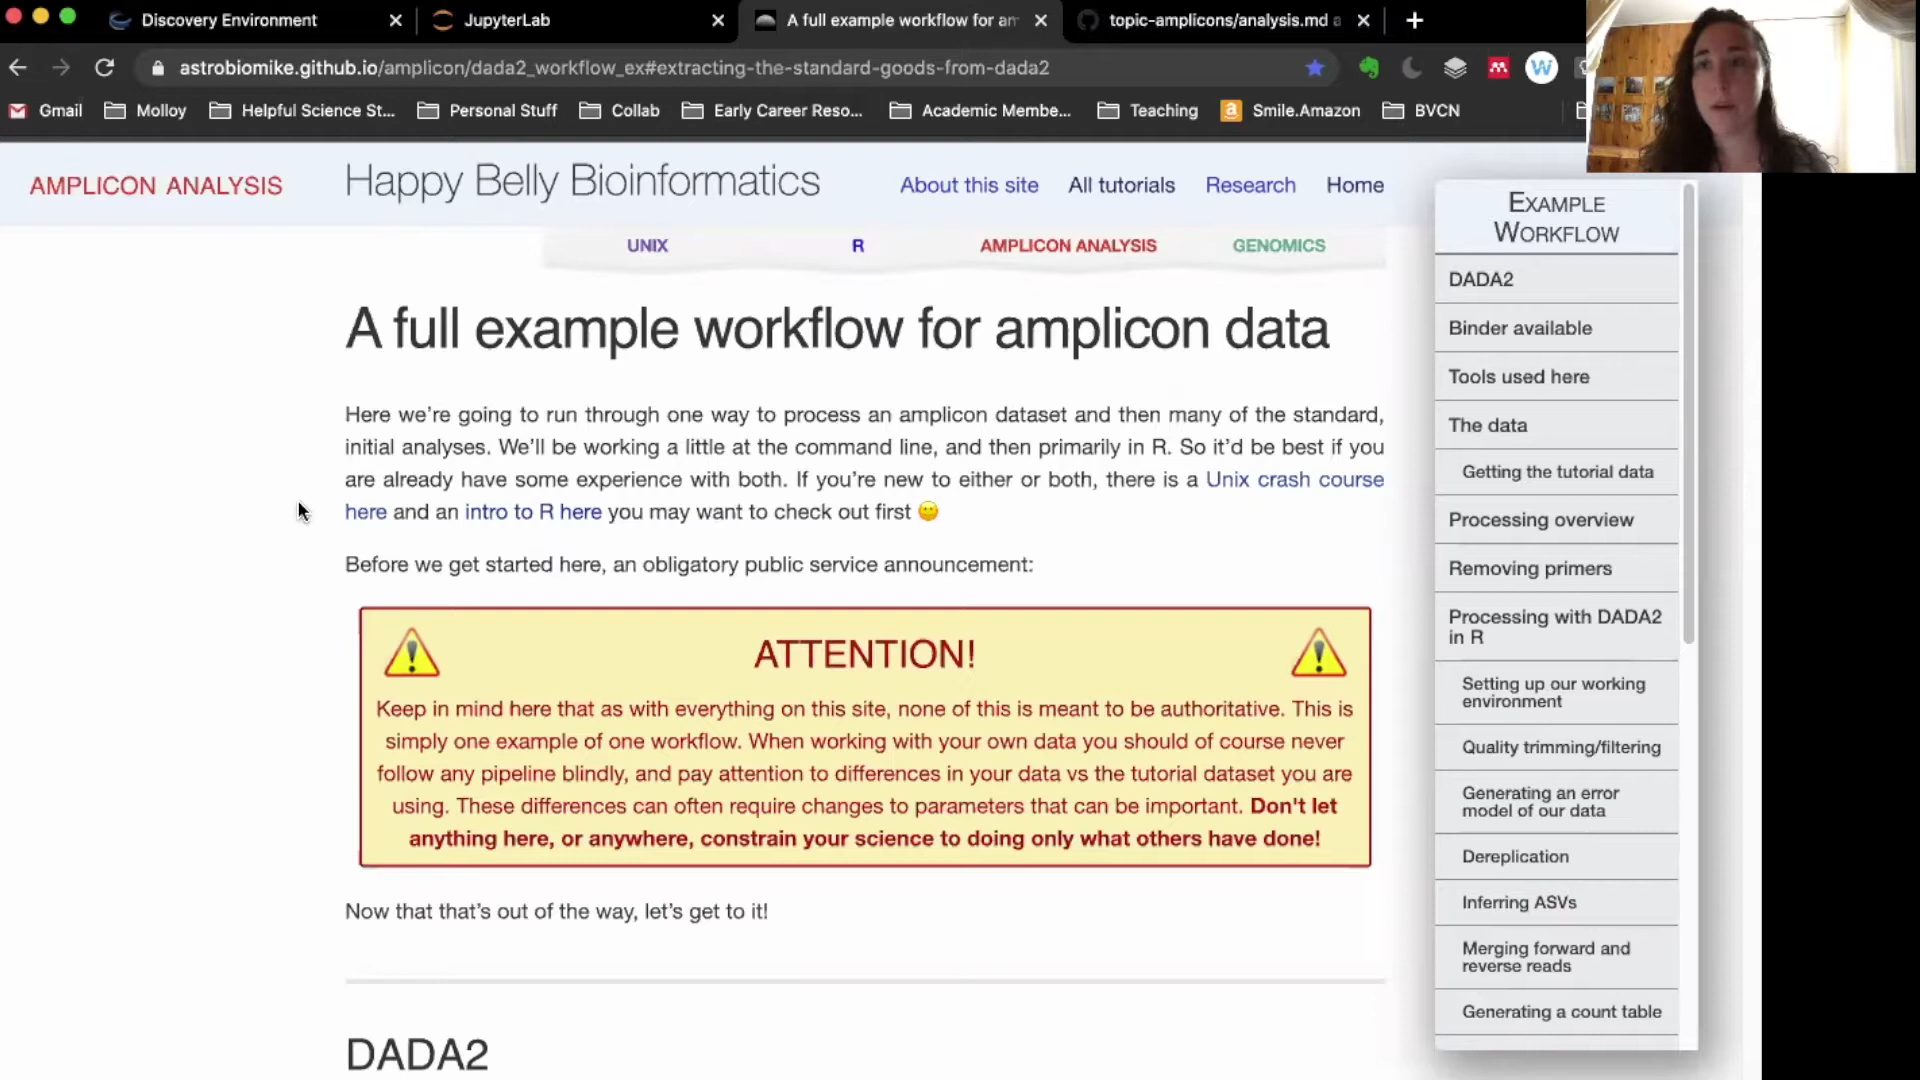 Discovery Environment
JupyterLab
A full example workflow for am
topic-amplicons/analysis.md a
astrobiomike.github.io/amplicon/dada2_workflow_ex#extracting-the-standard-goods-from-dada2
Gmail
Molloy
Helpful Science St...
Personal Stuff
Collab
Early Career Reso...
Academic Membe...
Teaching
Smile.Amazon
BVCN
AMPLICON ANALYSIS
Happy Belly Bioinformatics
About this site
All tutorials
Research
Home
UNIX
R
AMPLICON ANALYSIS
GENOMICS
A full example workflow for amplicon data
Here we’re going to run through one way to process an amplicon dataset and then many of the standard,
initial analyses. We’ll be working a little at the command line, and then primarily in R. So it’d be best if you
are already have some experience with both. If you’re new to either or both, there is a Unix crash course
here and an intro to R here you may want to check out first 🙂
Before we get started here, an obligatory public service announcement:
ATTENTION!
Keep in mind here that as with everything on this site, none of this is meant to be authoritative. This is
simply one example of one workflow. When working with your own data you should of course never
follow any pipeline blindly, and pay attention to differences in your data vs the tutorial dataset you are
using. These differences can often require changes to parameters that can be important. Don't let
anything here, or anywhere, constrain your science to doing only what others have done!
Now that that’s out of the way, let’s get to it!
DADA2
EXAMPLE
WORKFLOW
DADA2
Binder available
Tools used here
The data
Getting the tutorial data
Processing overview
Removing primers
Processing with DADA2
in R
Setting up our working
environment
Quality trimming/filtering
Generating an error
model of our data
Dereplication
Inferring ASVs
Merging forward and
reverse reads
Generating a count table